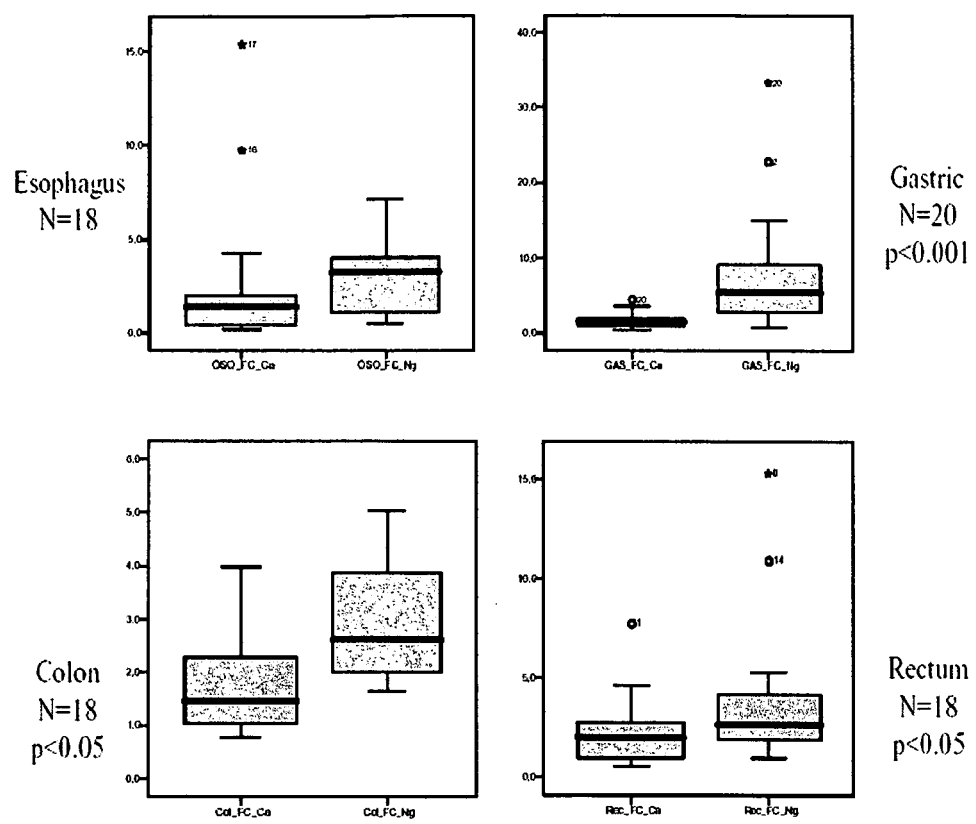 Esophagus
N=18
15,0
10,0
5,0
0,0
17
16
OSO_FC_Ca
OSO_FC_Ng
Gastric
N=20
p<0.001
40,0
30,0
20,0
10,0
0,0
20
20
GAS_FC_Ca
GAS_FC_Ng
Colon
N=18
p<0.05
6,0
5,0
4,0
3,0
2,0
1,0
0,0
Col_FC_Ca
Col_FC_Ng
Rectum
N=18
p<0.05
15,0
10,0
5,0
0,0
1
14
Rec_FC_Ca
Rec_FC_Ng